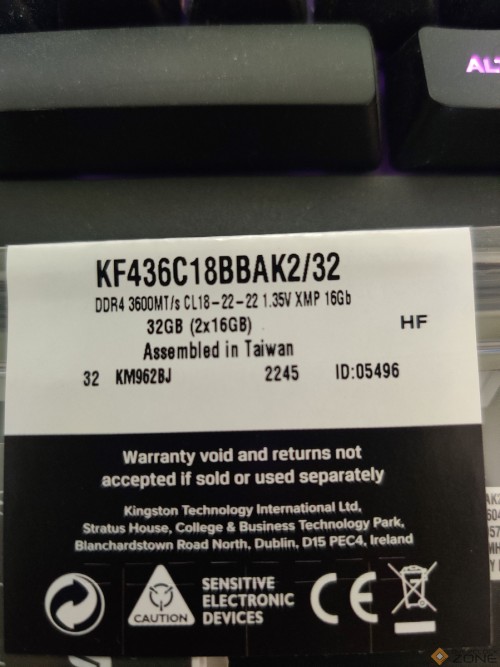 ALT
KF436C18BBAK2/32
DDR4 3600MT/s CL18-22-22 1.35V XMP 16Gb
32GB (2x16GB)
HF
Assembled in Taiwan
32 KM962BJ 2245 ID:05496
Warranty void and returns not
accepted if sold or used separately
Kingston Technology International Ltd,
Stratus House, College & Business Technology Park,
Blanchardstown Road North, Dublin, D15 PEC4, Ireland
CAUTION
SENSITIVE
ELECTRONIC
DEVICES
CE
ZONE